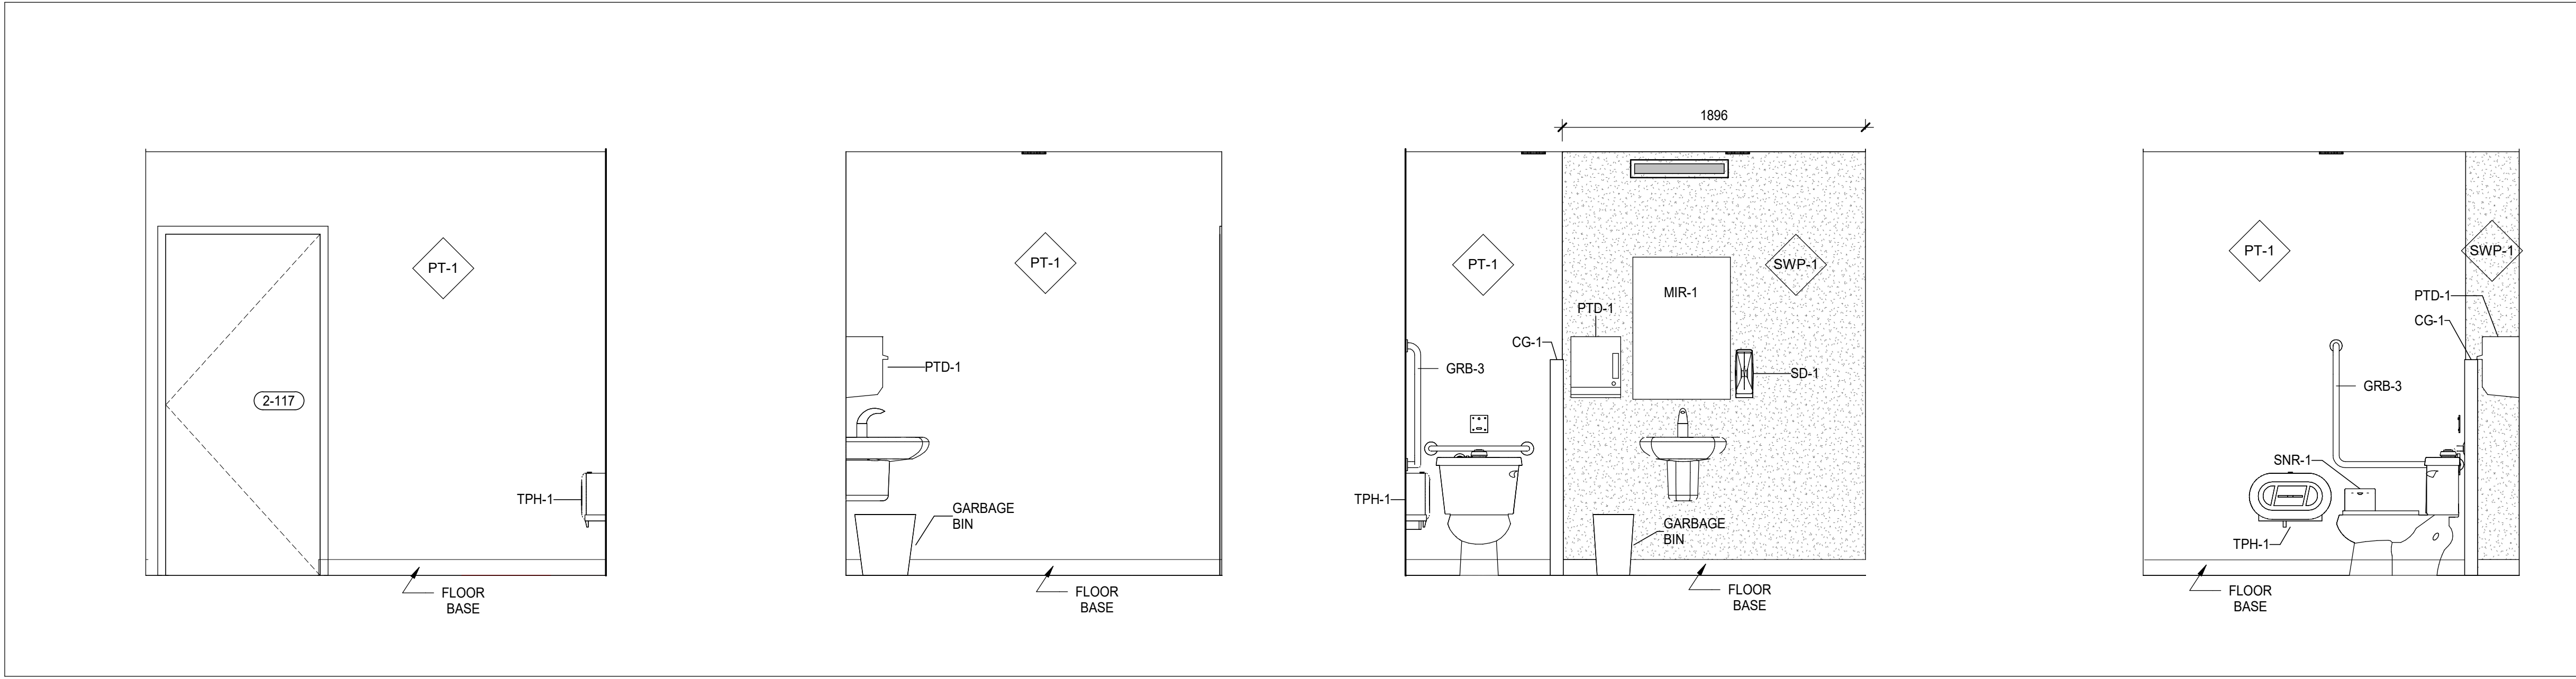 PT-1
2-117
TPH-1
FLOOR
BASE
PT-1
PTD-1
GARBAGE
BIN
FLOOR
BASE
1896
PT-1
SWP-1
MIR-1
PTD-1
CG-1
GRB-3
SD-1
TPH-1
GARBAGE
BIN
FLOOR
BASE
PT-1
SWP-1
PTD-1
CG-1
GRB-3
SNR-1
TPH-1
FLOOR
BASE